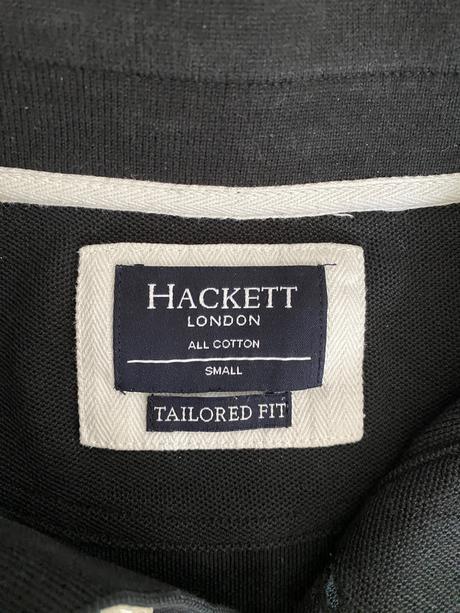 HACKETT
LONDON
ALL COTTON
SMALL
TAILORED FIT